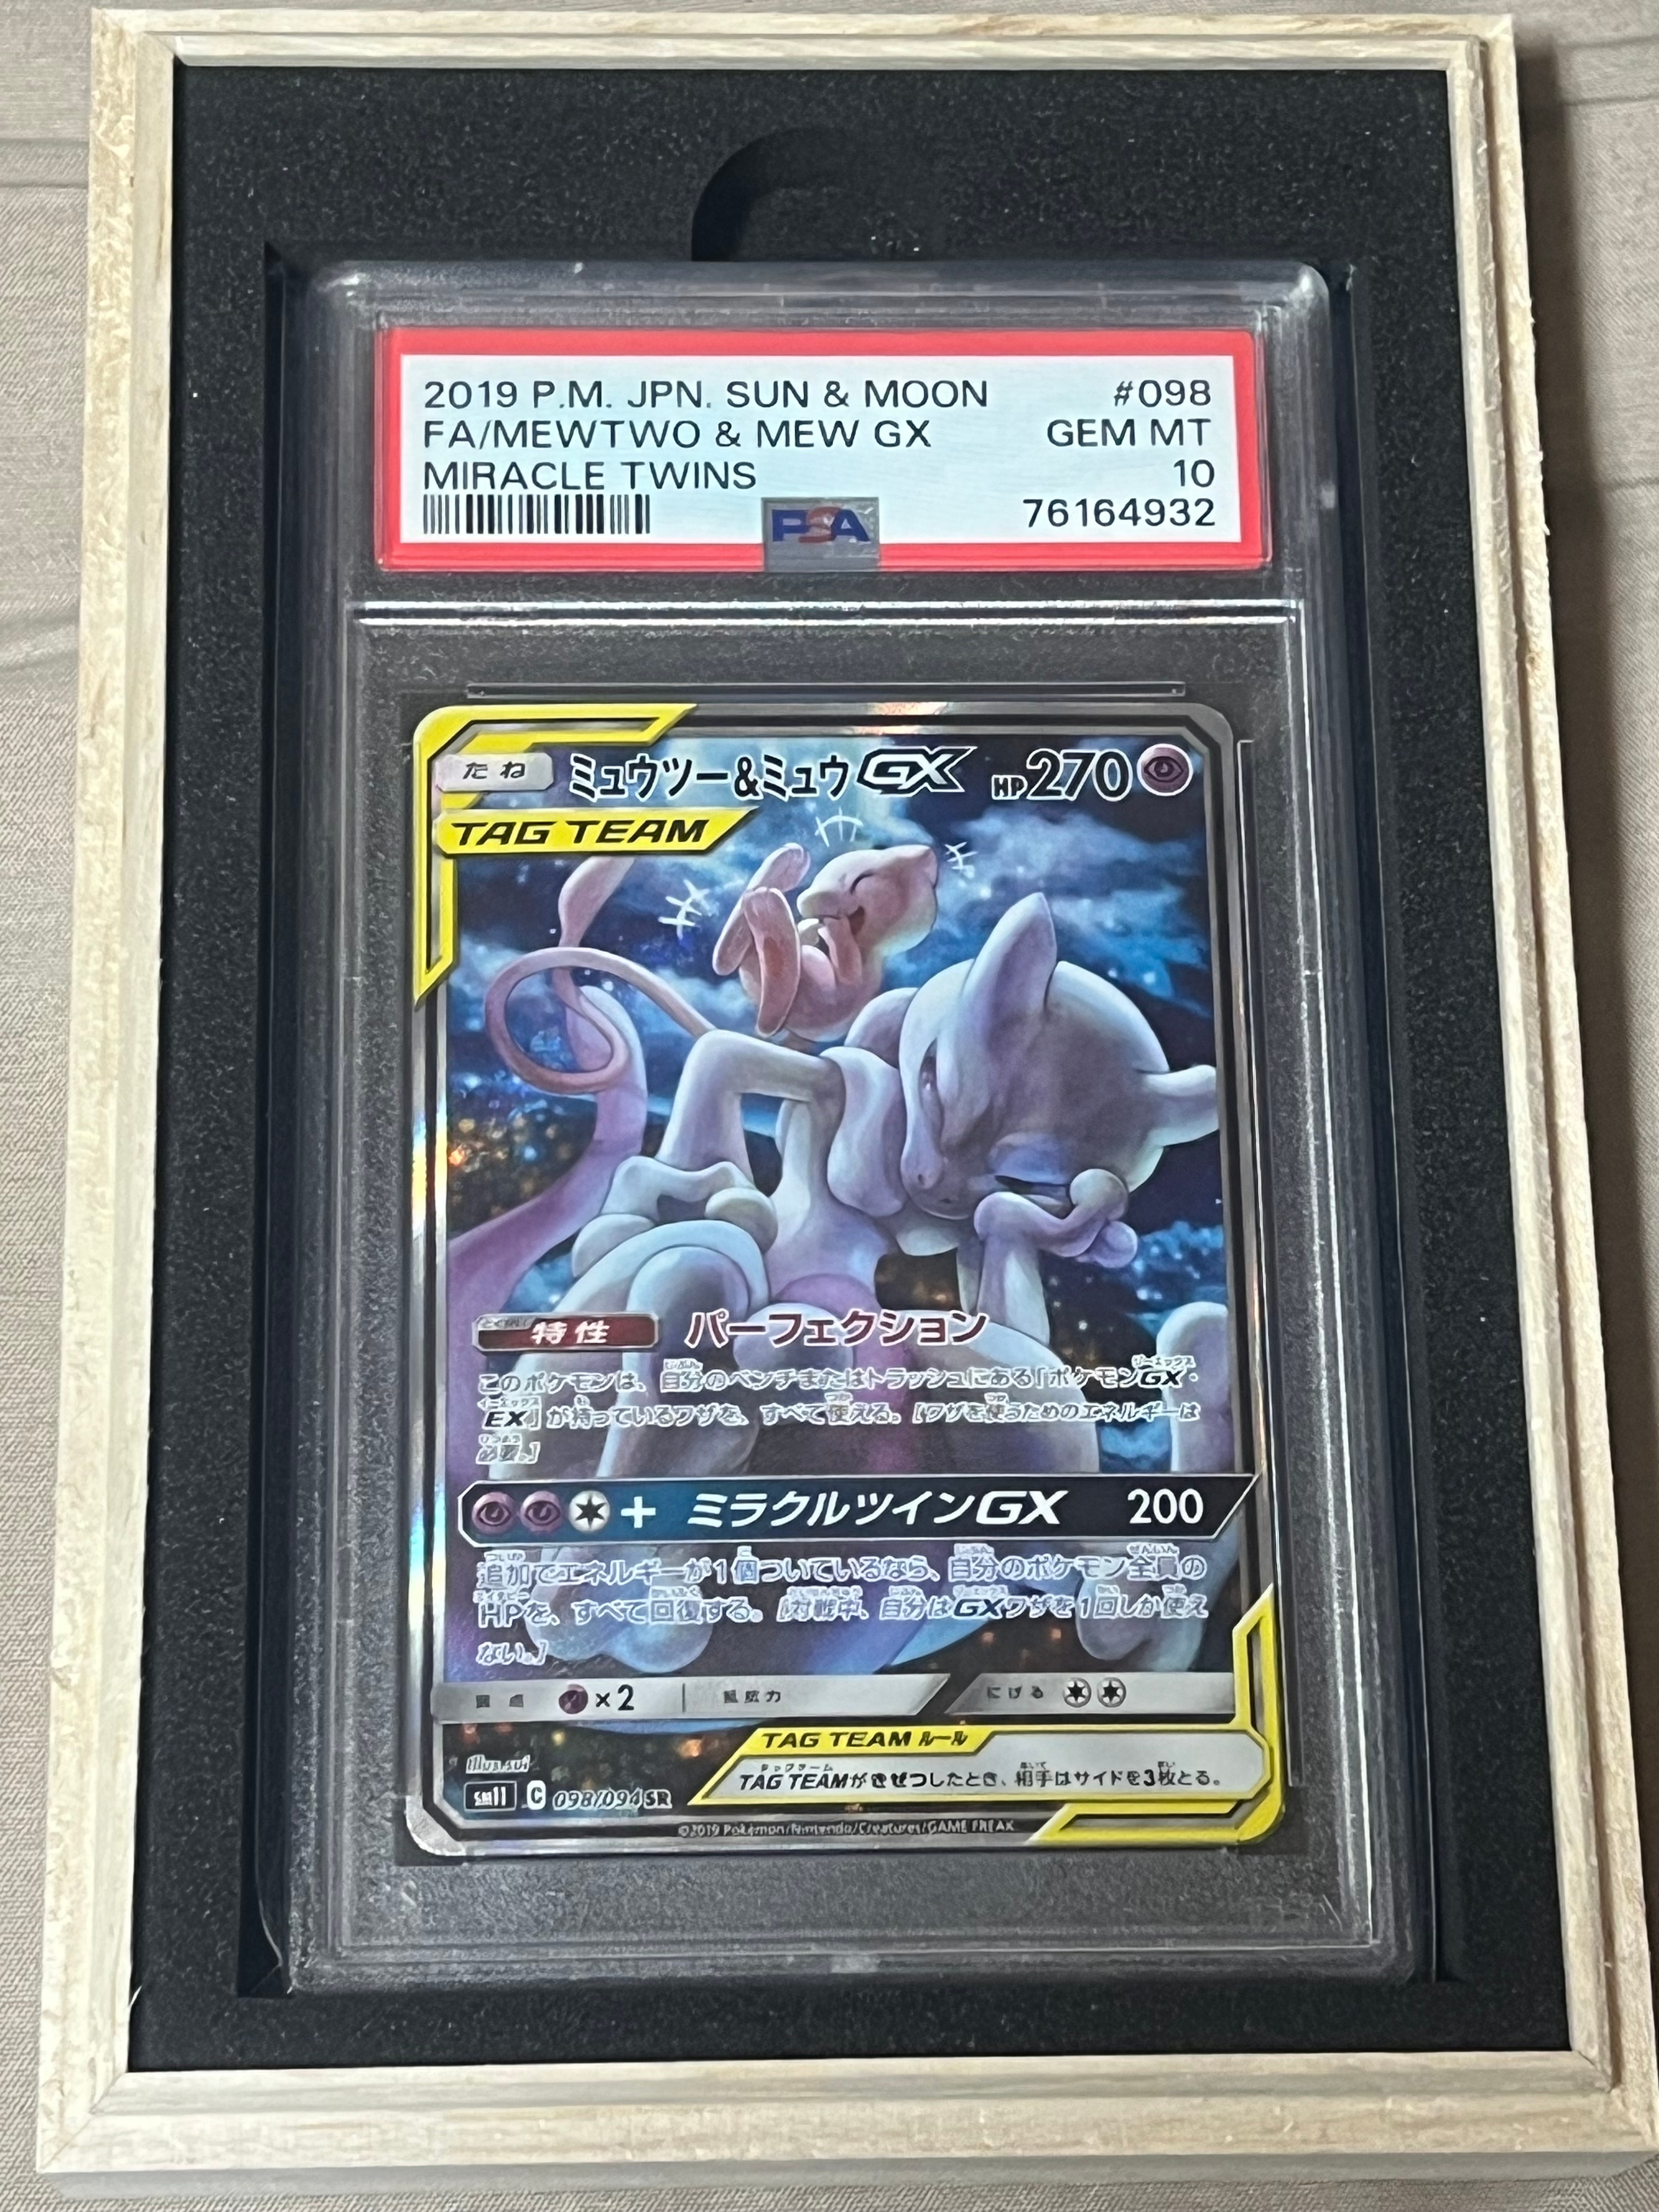 2019 P.M. JPN. SUN & MOON #098
FA/MEWTWO & MEW GX GEM MT
MIRACLE TWINS 10
PSA 76164932
たね ミュウツー&ミュウGX HP270
TAG TEAM
特性 パーフェクション
このポケモンは、自分のベンチまたはトラッシュにある「ポケモンGX・
EX」が持っているワザを、すべて使える。[ワザを使うためのエネルギーは
必要。]
+ ミラクルツインGX 200
追加でエネルギーが1個ついているなら、自分のポケモン全員の
HPを、すべて回復する。[対戦中、自分はGXワザを1回しか使え
ない。]
弱点 ×2 抵抗力 にげる
TAG TEAM ルール
TAG TEAMがきぜつしたとき、相手はサイドを3枚とる。
Illus.sui
sm11 C 098/094 SR
©2019 Pokémon/Nintendo/Creatures/GAME FREAK